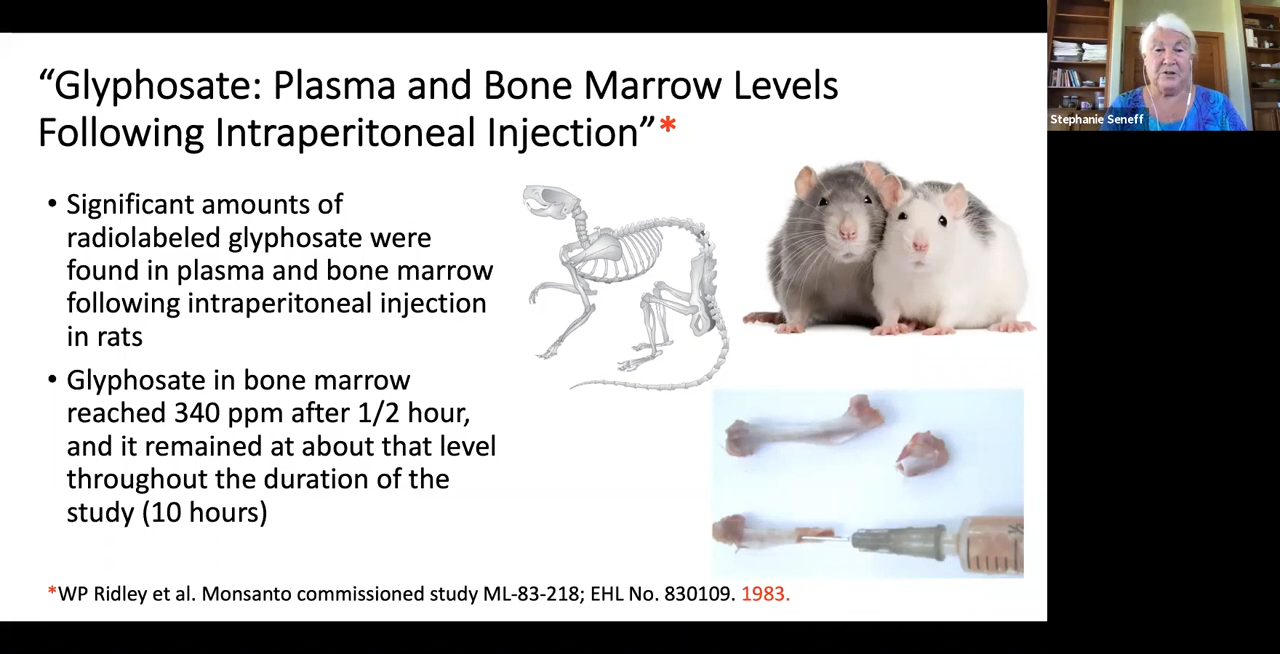 “Glyphosate: Plasma and Bone Marrow Levels
Following Intraperitoneal Injection”*
• Significant amounts of
radiolabeled glyphosate were
found in plasma and bone marrow
following intraperitoneal injection
in rats
• Glyphosate in bone marrow
reached 340 ppm after 1/2 hour,
and it remained at about that level
throughout the duration of the
study (10 hours)
*WP Ridley et al. Monsanto commissioned study ML-83-218; EHL No. 830109. 1983.
Stephanie Seneff